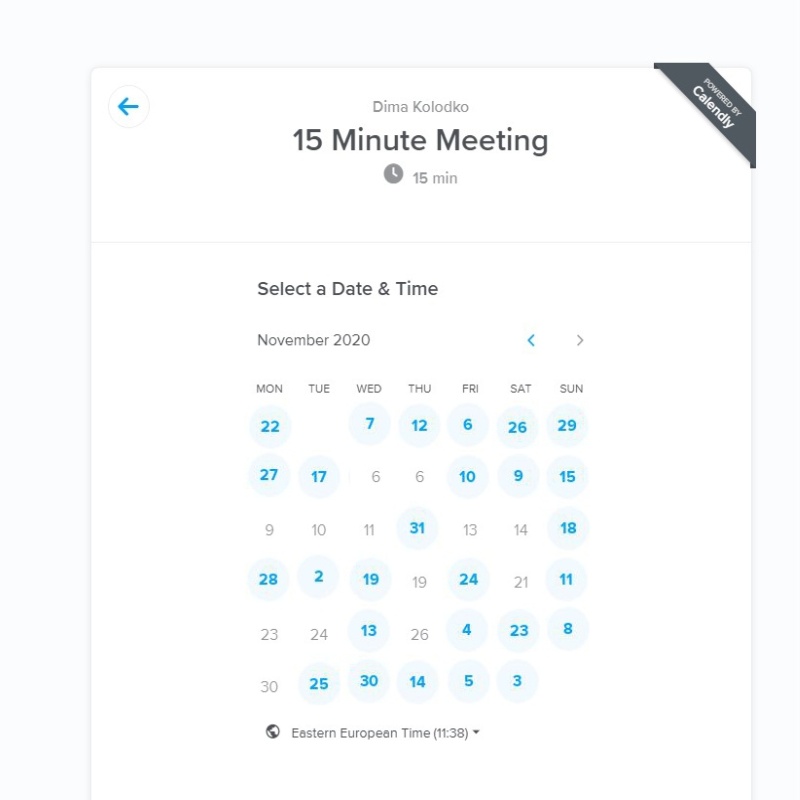 POWERED BY
Calendly
Dima Kolodko
15 Minute Meeting
15 min
Select a Date & Time
November 2020
MON TUE WED THU FRI SAT SUN
22 7 12 6 26 29
27 17 6 6 10 9 15
9 10 11 31 13 14 18
28 2 19 19 24 21 11
23 24 13 26 4 23 8
30 25 30 14 5 3
Eastern European Time (11:38)